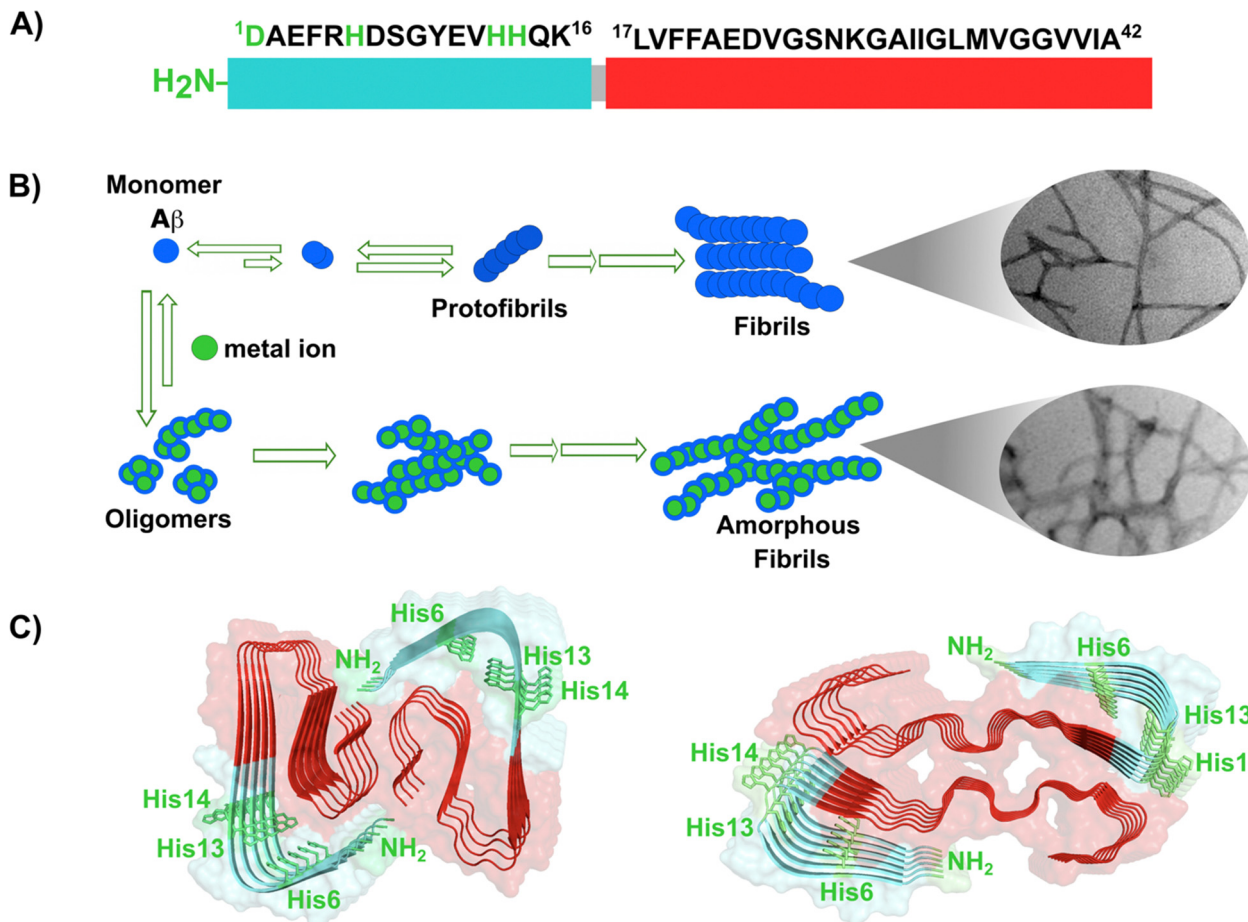 A)
¹DAEFRHDSGYEVHHQK¹⁶ ¹⁷LVFFAEDVGSNKGAIIGLMVGGVVIA⁴²
H₂N-
B)
Monomer
Aβ
Protofibrils
Fibrils
metal ion
Oligomers
Amorphous
Fibrils
C)
His6
NH₂
His13
His14
His14
His13
NH₂
His6
NH₂
His6
His13
His14
His1
His13
NH₂
His6